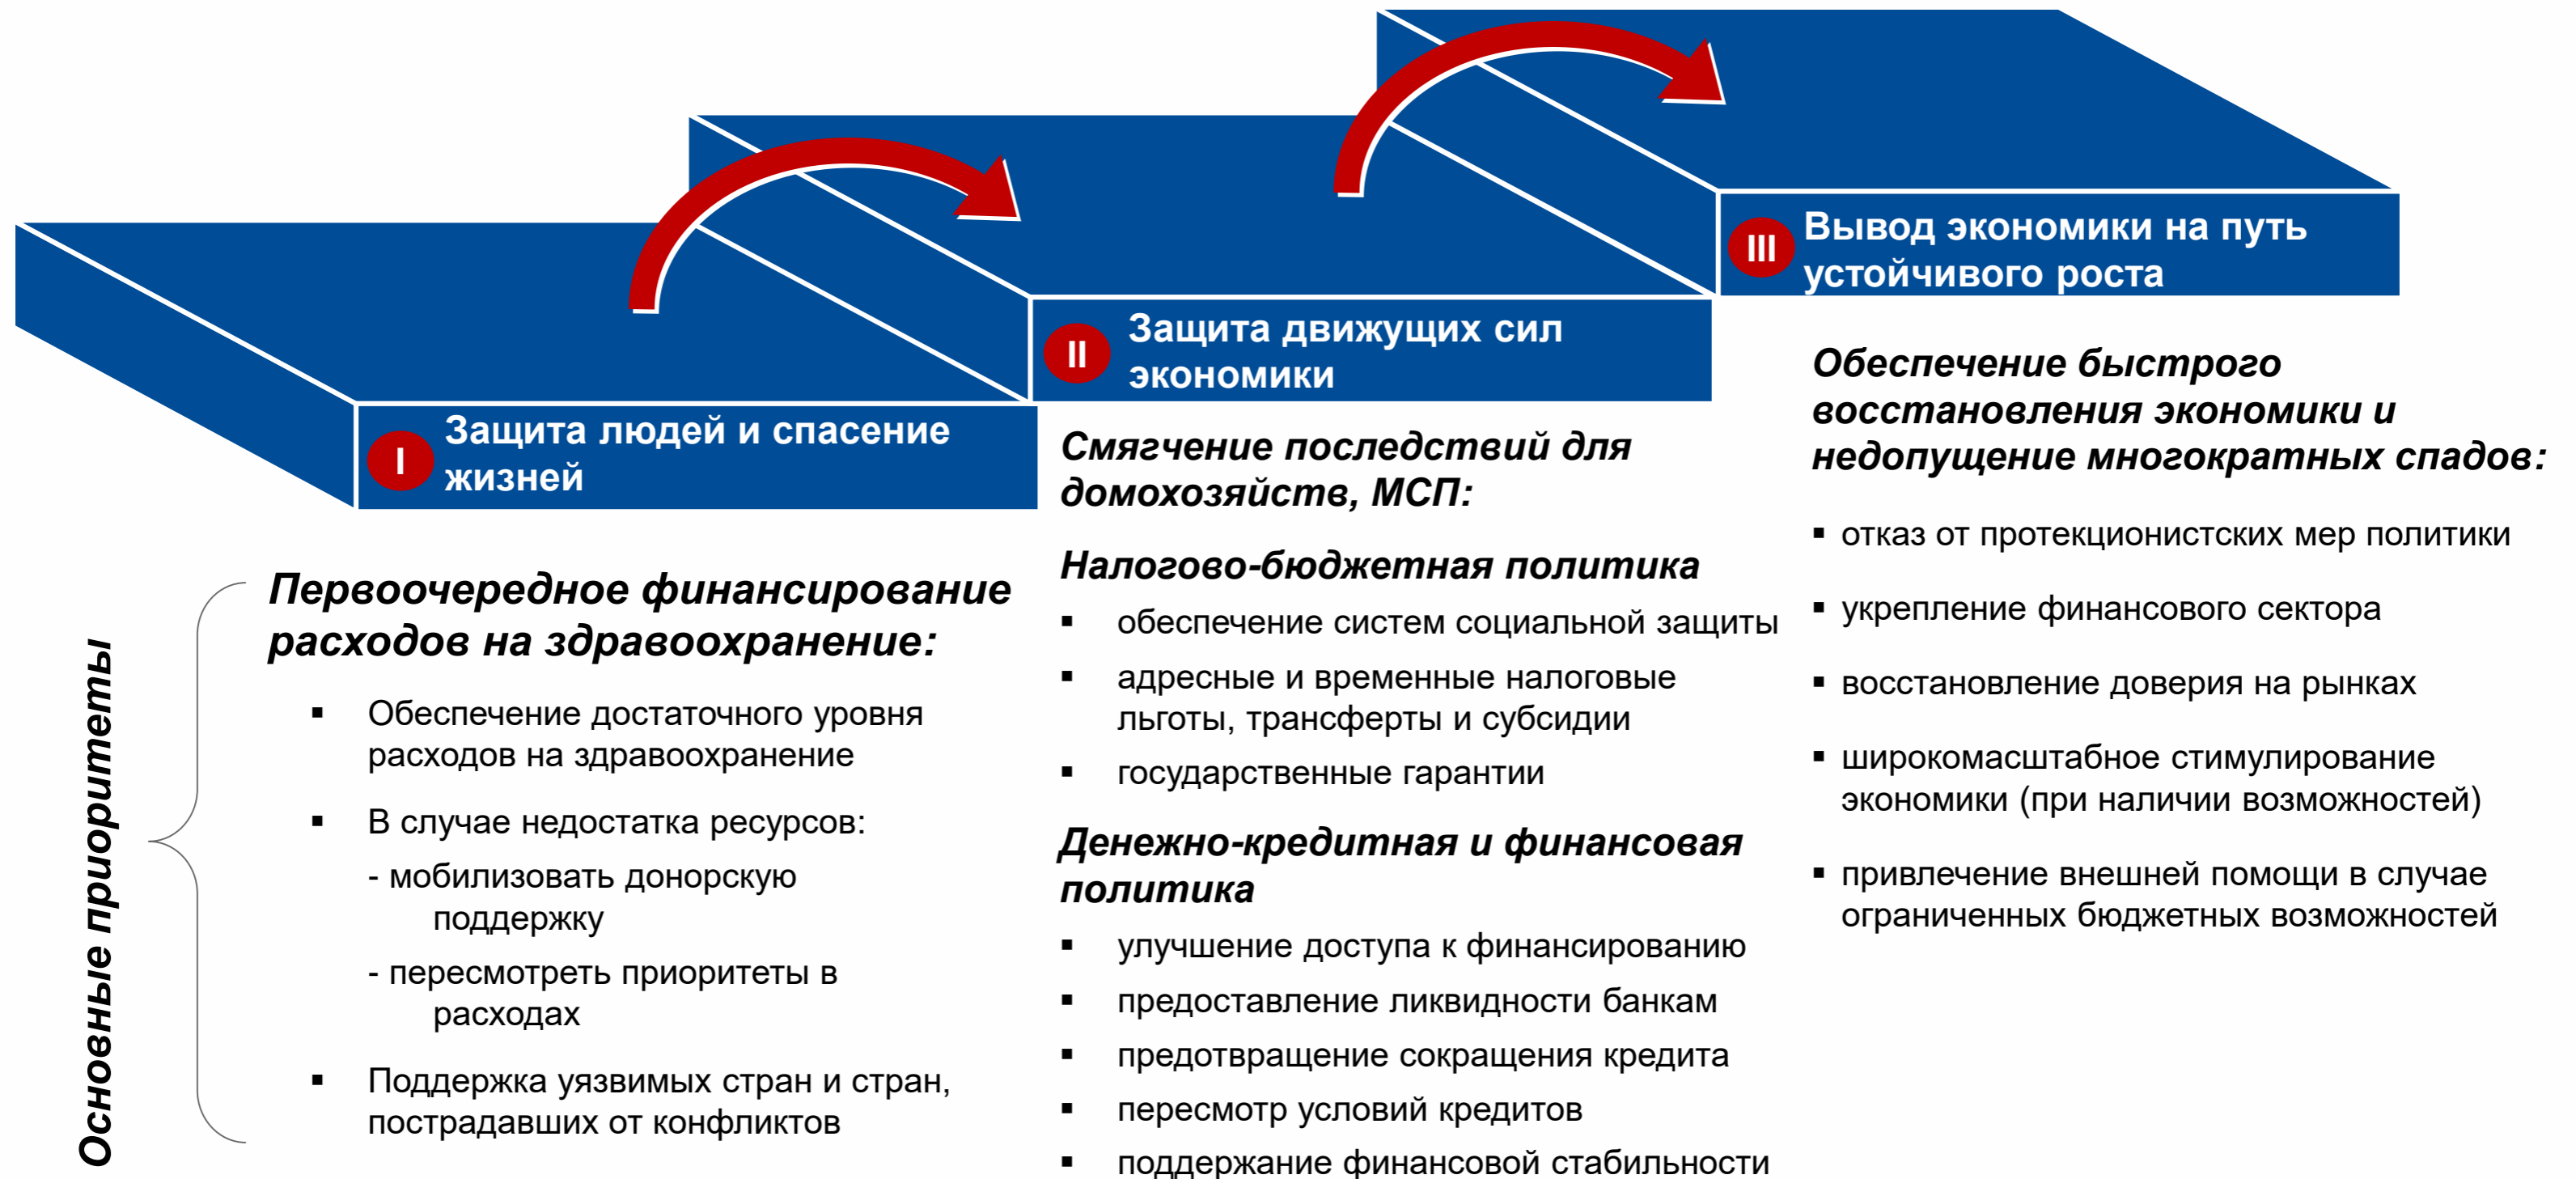 Основные приоритеты
I
Защита людей и спасение
жизней
Первоочередное финансирование
расходов на здравоохранение:
▪ Обеспечение достаточного уровня
расходов на здравоохранение
▪ В случае недостатка ресурсов:
- мобилизовать донорскую
поддержку
- пересмотреть приоритеты в
расходах
▪ Поддержка уязвимых стран и стран,
пострадавших от конфликтов
II
Защита движущих сил
экономики
Смягчение последствий для
домохозяйств, МСП:
Налогово-бюджетная политика
▪ обеспечение систем социальной защиты
▪ адресные и временные налоговые
льготы, трансферты и субсидии
▪ государственные гарантии
Денежно-кредитная и финансовая
политика
▪ улучшение доступа к финансированию
▪ предоставление ликвидности банкам
▪ предотвращение сокращения кредита
▪ пересмотр условий кредитов
▪ поддержание финансовой стабильности
III
Вывод экономики на путь
устойчивого роста
Обеспечение быстрого
восстановления экономики и
недопущение многократных спадов:
▪ отказ от протекционистских мер политики
▪ укрепление финансового сектора
▪ восстановление доверия на рынках
▪ широкомасштабное стимулирование
экономики (при наличии возможностей)
▪ привлечение внешней помощи в случае
ограниченных бюджетных возможностей